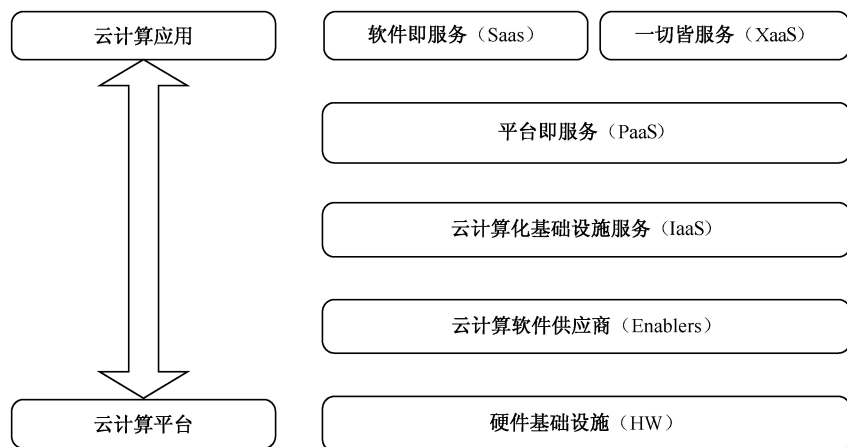 云计算应用
软件即服务（Saas）
一切皆服务（XaaS）
平台即服务（PaaS）
云计算化基础设施服务（IaaS）
云计算软件供应商（Enablers）
云计算平台
硬件基础设施（HW）